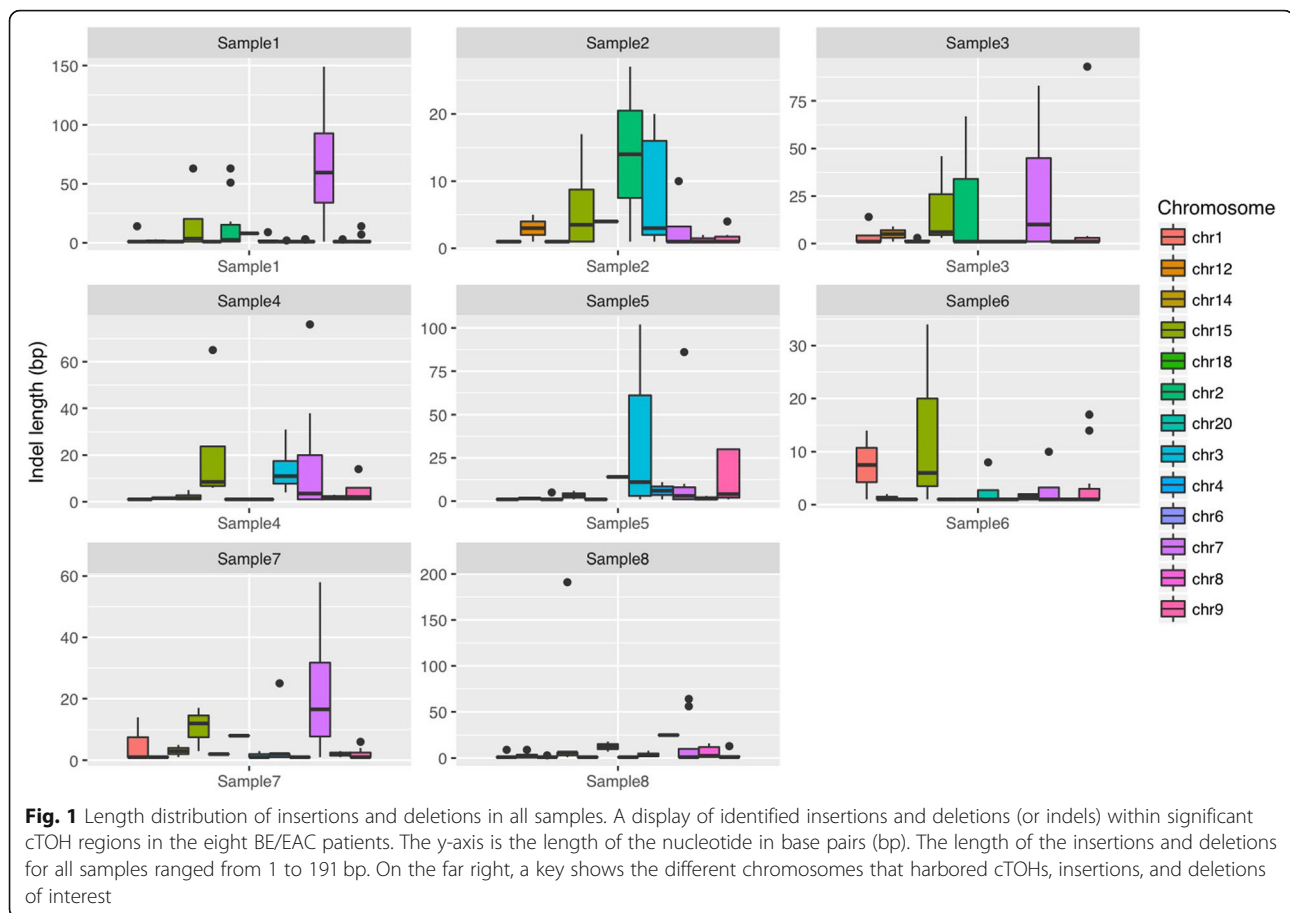 Sample1
Sample2
Sample3
150
100
50
0
20
10
0
75
50
25
0
Sample1
Sample2
Sample3
Sample4
Sample5
Sample6
Indel length (bp)
60
40
20
0
100
75
50
25
0
30
20
10
0
Sample4
Sample5
Sample6
Sample7
Sample8
60
40
20
0
200
150
100
50
0
Sample7
Sample8
Chromosome
chr1
chr12
chr14
chr15
chr18
chr2
chr20
chr3
chr4
chr6
chr7
chr8
chr9
Fig. 1 Length distribution of insertions and deletions in all samples. A display of identified insertions and deletions (or indels) within significant
cTOH regions in the eight BE/EAC patients. The y-axis is the length of the nucleotide in base pairs (bp). The length of the insertions and deletions
for all samples ranged from 1 to 191 bp. On the far right, a key shows the different chromosomes that harbored cTOHs, insertions, and deletions
of interest